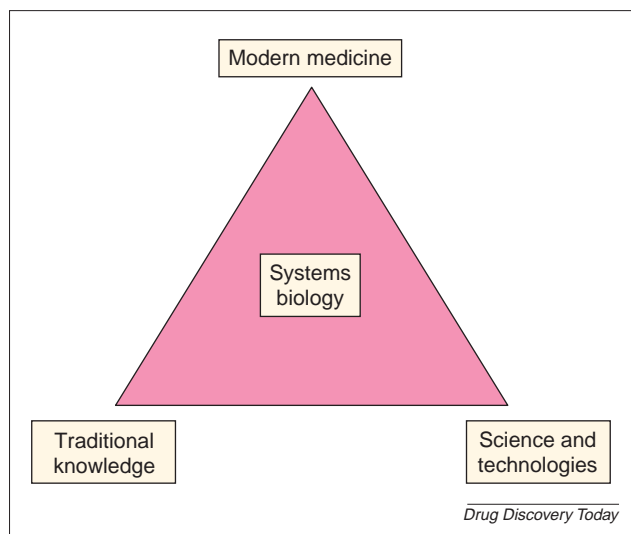 Modern medicine
Systems
biology
Traditional
knowledge
Science and
technologies
Drug Discovery Today